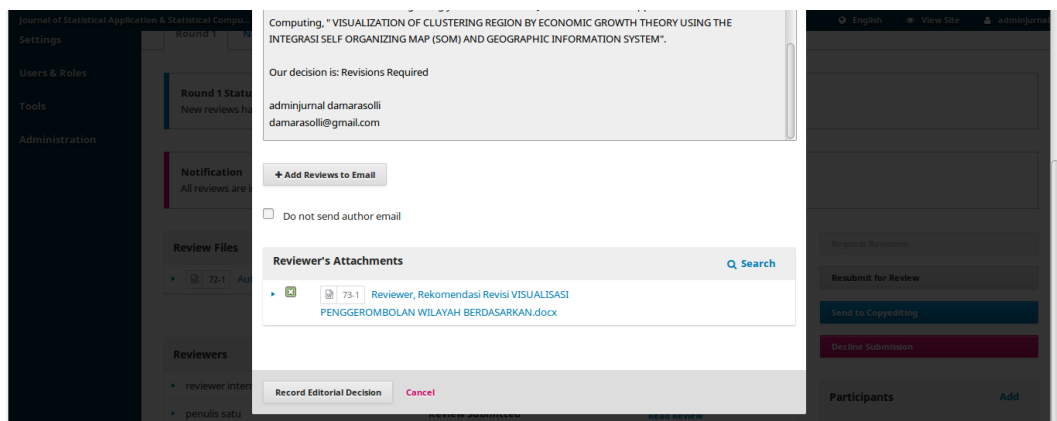 Journal of Statistical Application & Statistical Compu...
English
View Site
adminjurnal
Settings
Users & Roles
Tools
Administration
Round 1
Round 1 Statu
New reviews ha
Notification
All reviews are i
Review Files
72-1 Au
Reviewers
reviewer inter
penulis satu
Computing, " VISUALIZATION OF CLUSTERING REGION BY ECONOMIC GROWTH THEORY USING THE
INTEGRASI SELF ORGANIZING MAP (SOM) AND GEOGRAPHIC INFORMATION SYSTEM".
Our decision is: Revisions Required
adminjurnal damarasolli
damarasolli@gmail.com
+ Add Reviews to Email
Do not send author email
Reviewer's Attachments
Search
73-1 Reviewer, Rekomendasi Revisi VISUALISASI
PENGGEROMBOLAN WILAYAH BERDASARKAN.docx
Record Editorial Decision Cancel
Review Submitted
Read Review
Request Revisions
Resubmit for Review
Send to Copyediting
Decline Submission
Participants Add